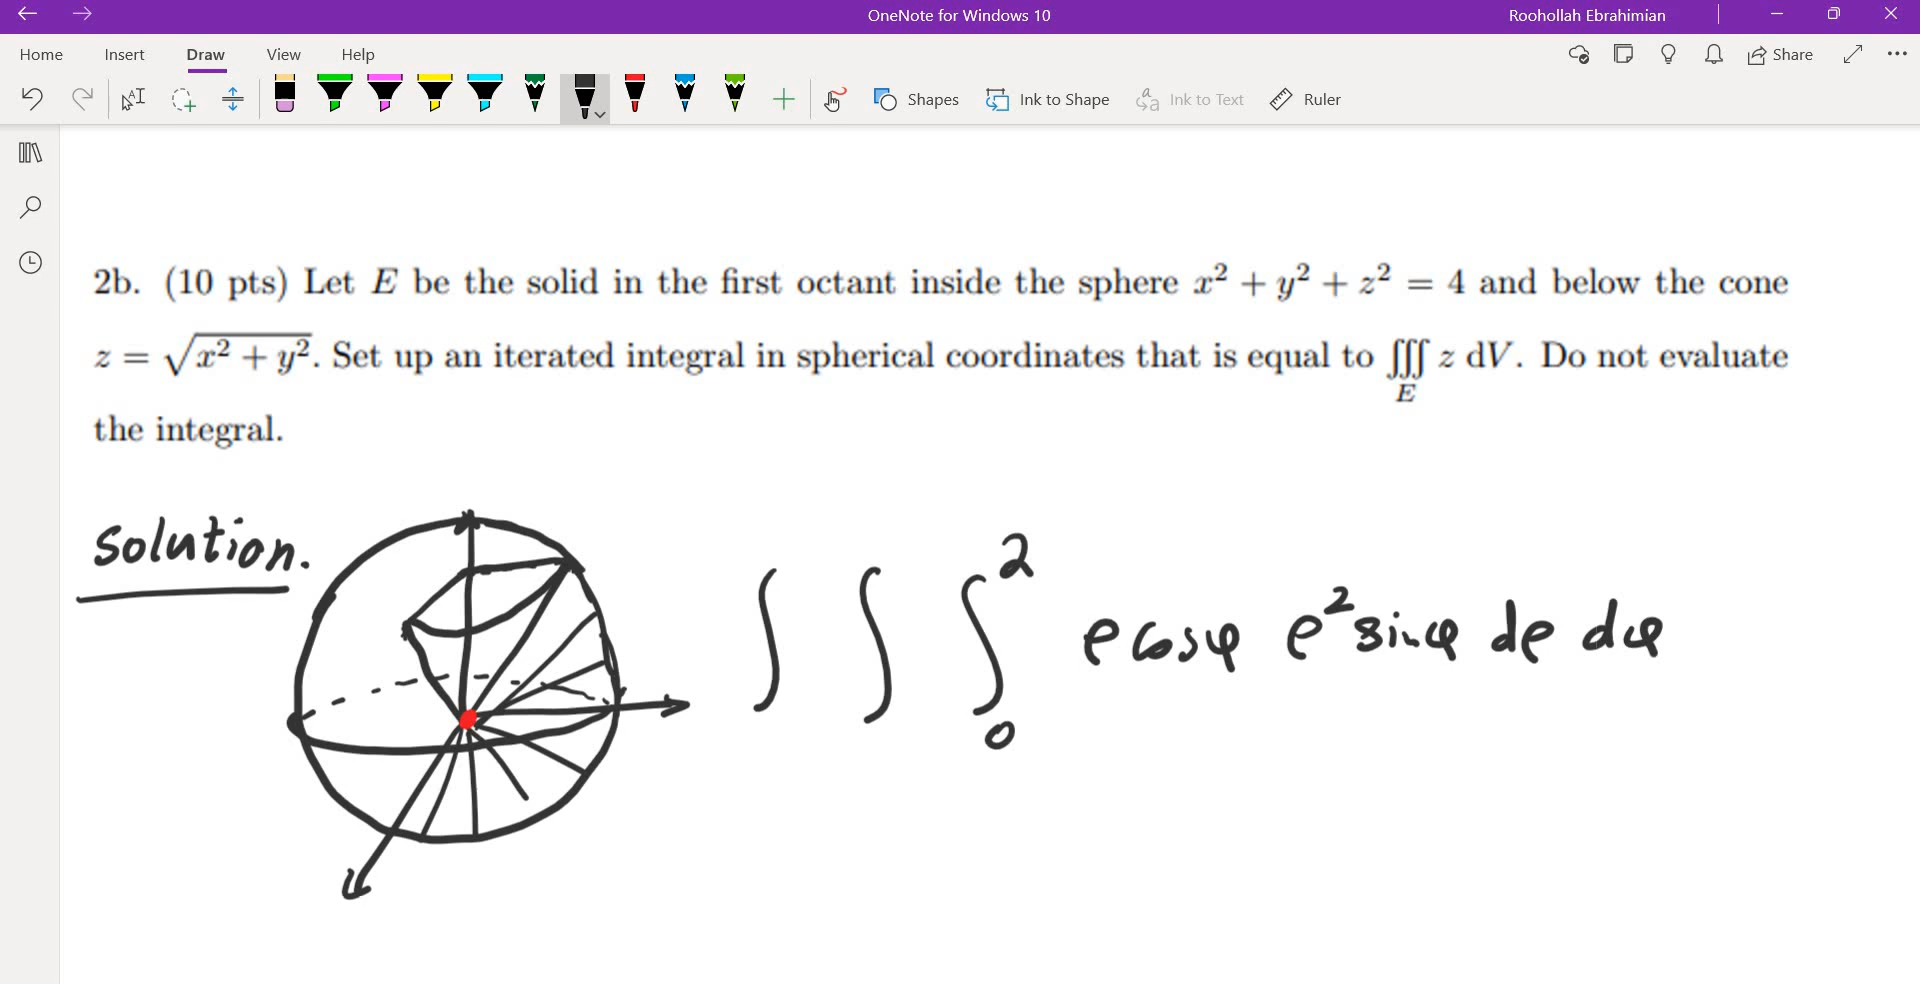 OneNote for Windows 10
Roohollah Ebrahimian
Home Insert Draw View Help
Share
Shapes Ink to Shape Ink to Text Ruler
2b. (10 pts) Let E be the solid in the first octant inside the sphere x² + y² + z² = 4 and below the cone
z = √(x² + y²). Set up an iterated integral in spherical coordinates that is equal to ∭_E z dV. Do not evaluate
the integral.
Solution.
∫ ∫ ∫₀² ρ cosφ ρ² sinφ dρ dφ